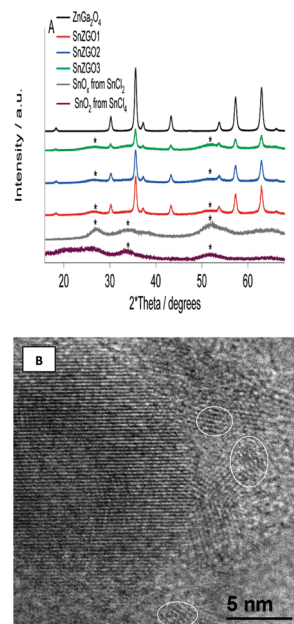 A
ZnGa₂O₄
SnZGO1
SnZGO2
SnZGO3
SnOₓ from SnCl₂
SnO₂ from SnCl₄
Intensity / a.u.
* *
* *
* *
* * *
* *
20 30 40 50 60
2*Theta / degrees
B
5 nm